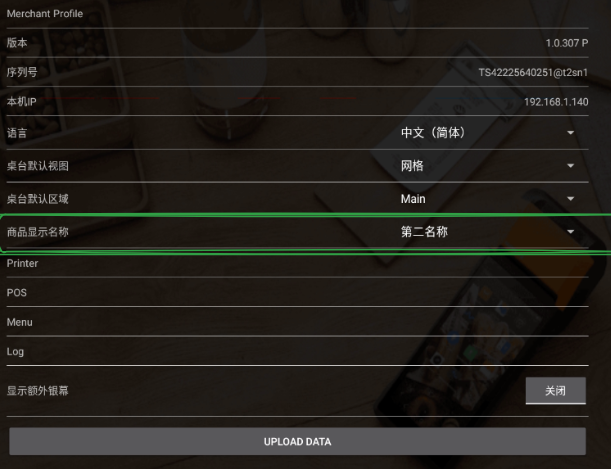 Merchant Profile
版本 1.0.307 P
序列号 TS42225640251@t2sn1
本机IP 192.168.1.140
语言 中文（简体）
桌台默认视图 网格
桌台默认区域 Main
商品显示名称 第二名称
Printer
POS
Menu
Log
显示额外银幕 关闭
UPLOAD DATA